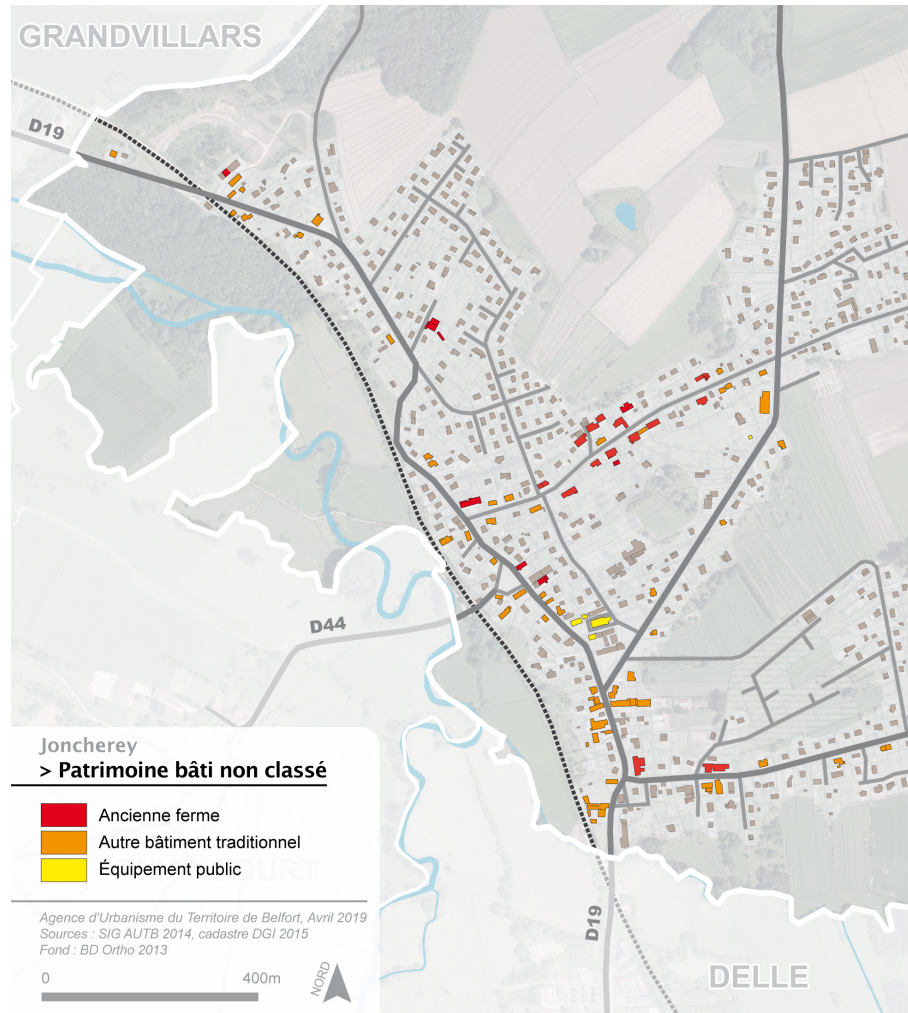 GRANDVILLARS
D19
D44
Joncherey
> Patrimoine bâti non classé
Ancienne ferme
Autre bâtiment traditionnel
Équipement public
Agence d'Urbanisme du Territoire de Belfort, Avril 2019
Sources : SIG AUTB 2014, cadastre DGI 2015
Fond : BD Ortho 2013
0 400m
NORD
D19
DELLE